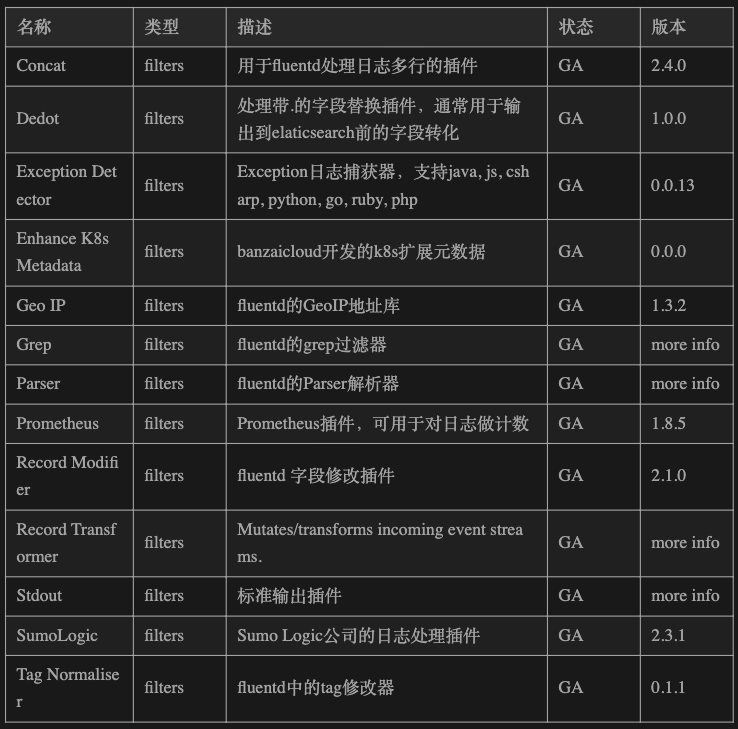 名称 类型 描述 状态 版本
Concat filters 用于fluentd处理日志多行的插件 GA 2.4.0
Dedot filters 处理带.的字段替换插件，通常用于输
出到elaticsearch前的字段转化 GA 1.0.0
Exception Det
ector filters Exception日志捕获器，支持java, js, csh
arp, python, go, ruby, php GA 0.0.13
Enhance K8s
Metadata filters banzaicloud开发的k8s扩展元数据 GA 0.0.0
Geo IP filters fluentd的GeoIP地址库 GA 1.3.2
Grep filters fluentd的grep过滤器 GA more info
Parser filters fluentd的Parser解析器 GA more info
Prometheus filters Prometheus插件，可用于对日志做计数 GA 1.8.5
Record Modifi
er filters fluentd 字段修改插件 GA 2.1.0
Record Transf
ormer filters Mutates/transforms incoming event strea
ms. GA more info
Stdout filters 标准输出插件 GA more info
SumoLogic filters Sumo Logic公司的日志处理插件 GA 2.3.1
Tag Normalise
r filters fluentd中的tag修改器 GA 0.1.1